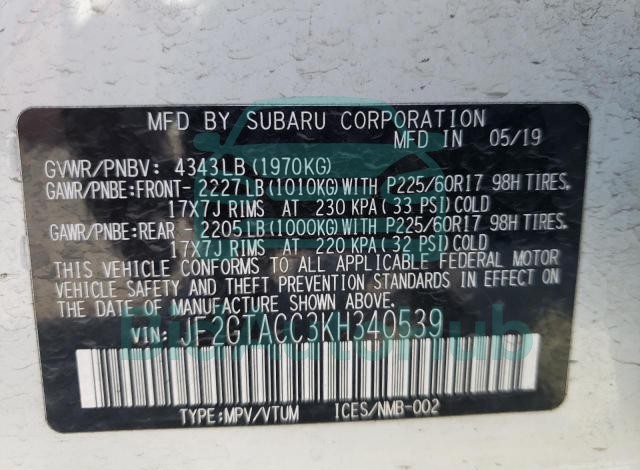 MFD BY SUBARU CORPORATION
MFD IN 05/19
GVWR/PNBV: 4343LB (1970KG)
GAWR/PNBE:FRONT- 2227LB (1010KG) WITH P225/60R17 98H TIRES,
17X7J RIMS AT 230 KPA (33 PSI) COLD
GAWR/PNBE:REAR - 2205LB (1000KG) WITH P225/60R17 98H TIRES,
17X7J RIMS AT 220 KPA (32 PSI) COLD
THIS VEHICLE CONFORMS TO ALL APPLICABLE FEDERAL MOTOR
VEHICLE SAFETY AND THEFT PREVENTION STANDARDS IN EFFECT ON
THE DATE OF MANUFACTURE SHOWN ABOVE.
VIN: JF2GTACC3KH340539
TYPE:MPV/VTUM ICES/NMB-002